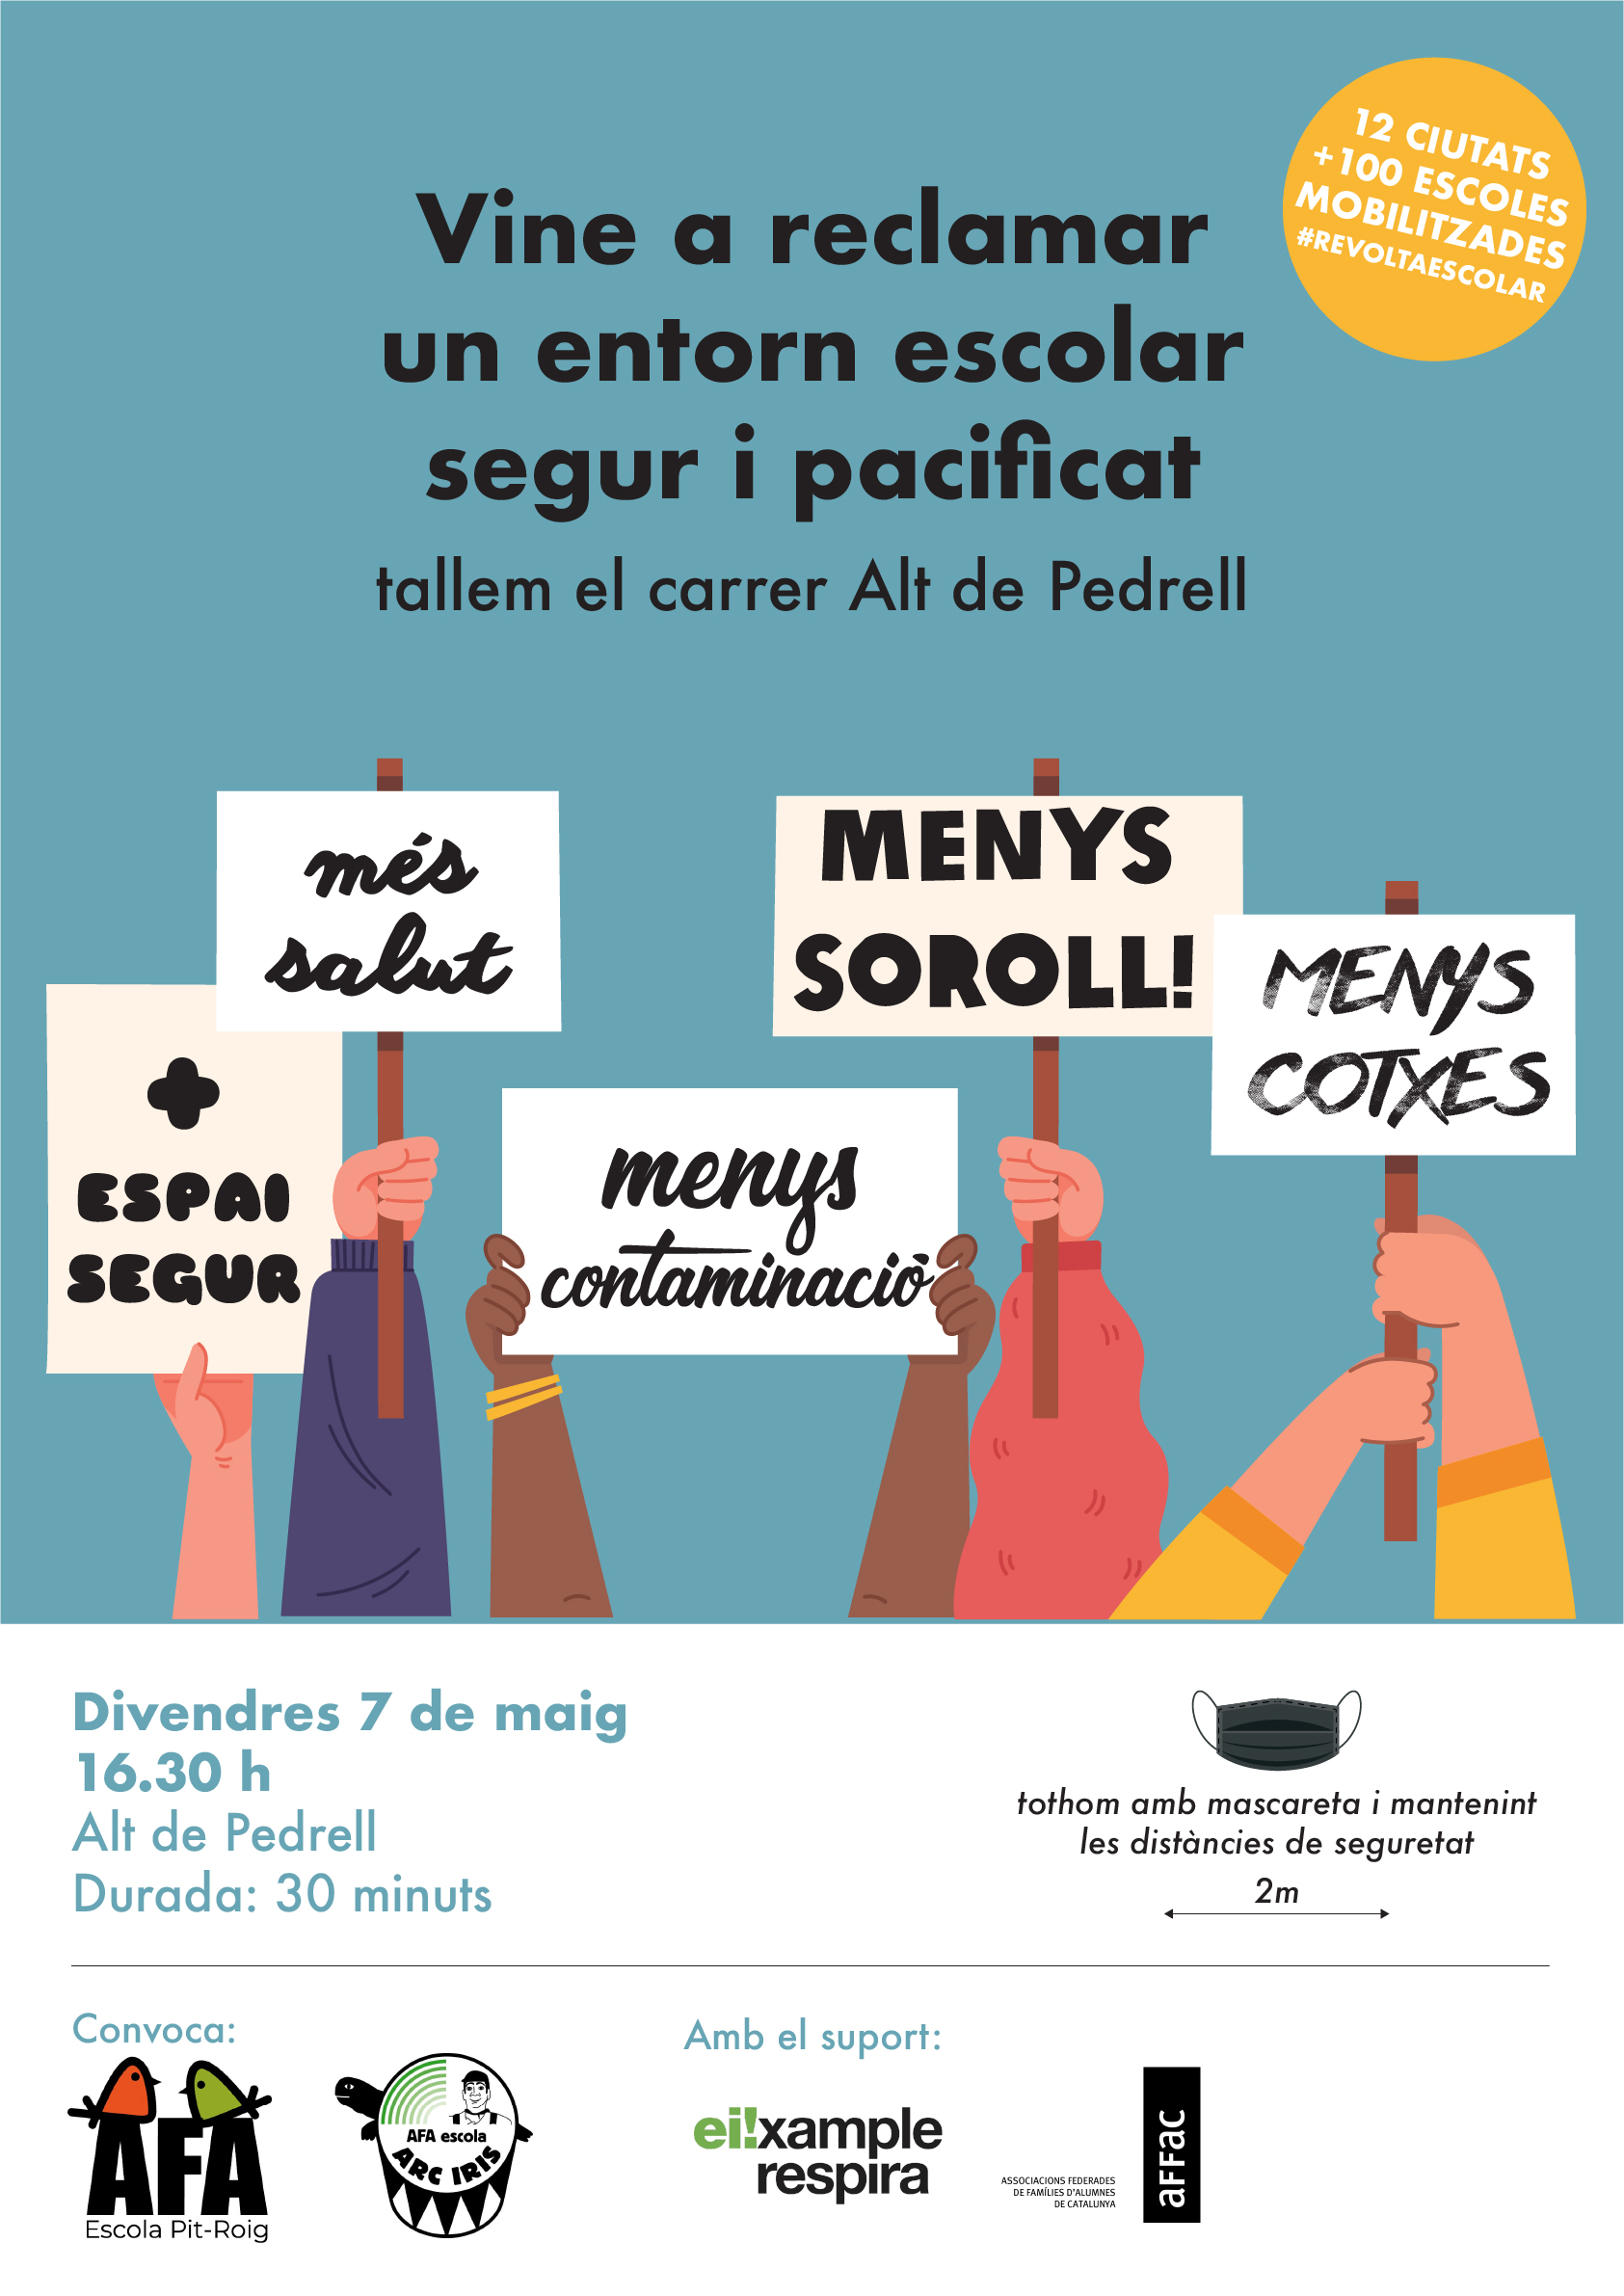 12 CIUTATS
+100 ESCOLES
MOBILITZADES
#REVOLTAESCOLAR
Vine a reclamar
un entorn escolar
segur i pacificat
tallem el carrer Alt de Pedrell
més
salut
MENYS
SOROLL!
MENYS
COTXES
+
ESPAI
SEGUR
menys
contaminació
Divendres 7 de maig
16.30 h
Alt de Pedrell
Durada: 30 minuts
tothom amb mascareta i mantenint
les distàncies de seguretat
2m
Convoca:
AFA
Escola Pit-Roig
AFA escola
ARC IRIS
Amb el suport:
ei!xample
respira
ASSOCIACIONS FEDERADES
DE FAMÍLIES D'ALUMNES
DE CATALUNYA
aFFaC